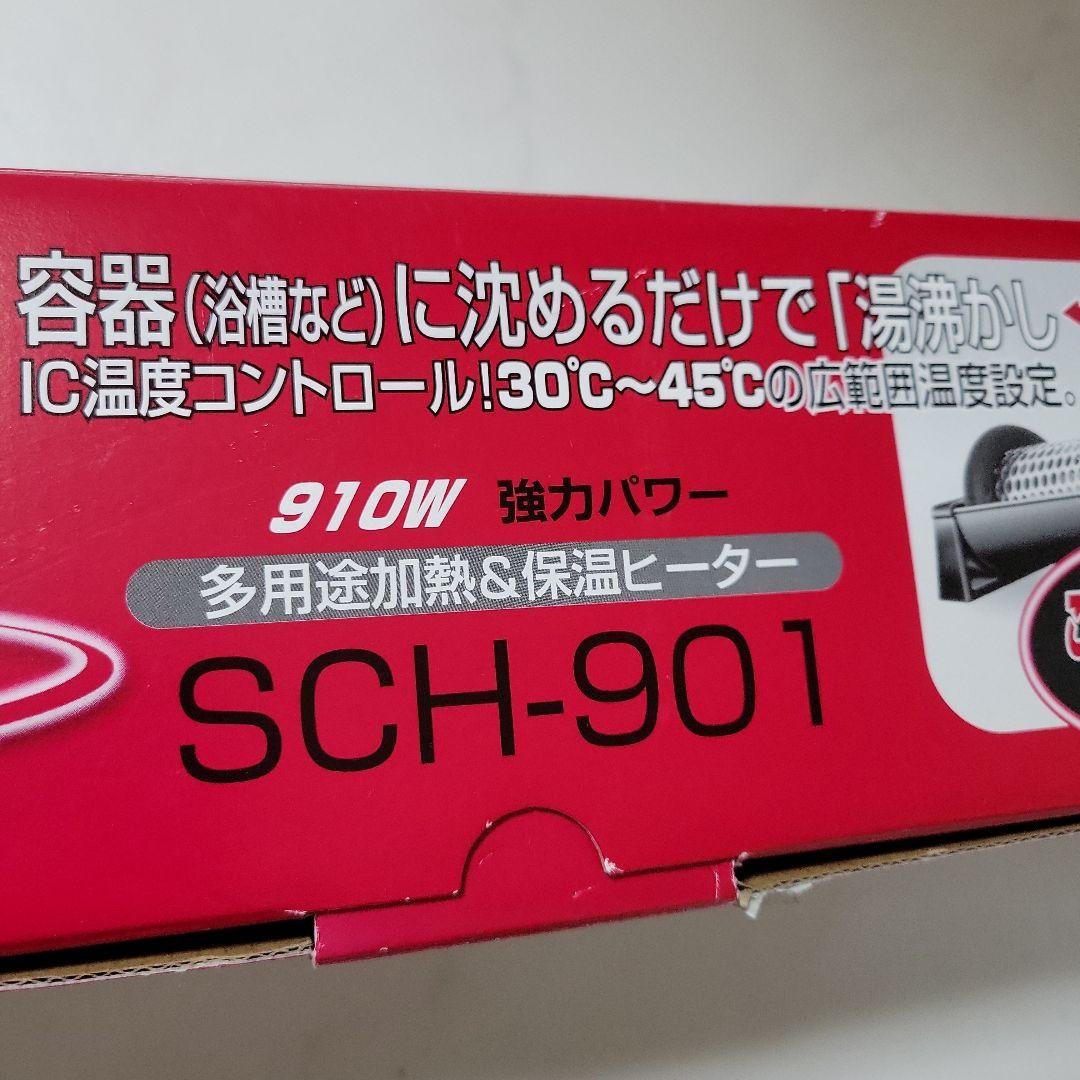 容器(浴槽など)に沈めるだけで「湯沸かし
IC温度コントロール!30℃～45℃の広範囲温度設定。
910W 強力パワー
多用途加熱&保温ヒーター
SCH-901